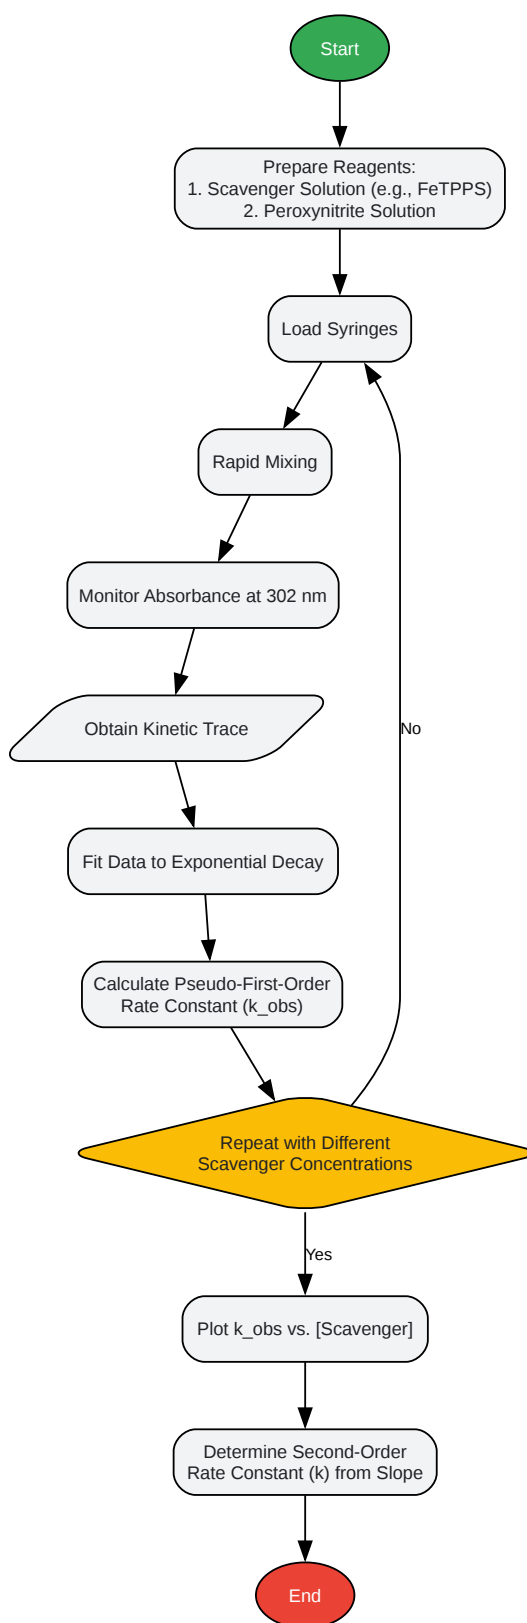 Start
Prepare Reagents:
1. Scavenger Solution (e.g., FeTPPS)
2. Peroxynitrite Solution
Load Syringes
Rapid Mixing
Monitor Absorbance at 302 nm
Obtain Kinetic Trace
No
Fit Data to Exponential Decay
Calculate Pseudo-First-Order
Rate Constant (k_obs)
Repeat with Different
Scavenger Concentrations
Yes
Plot k_obs vs. [Scavenger]
Determine Second-Order
Rate Constant (k) from Slope
End